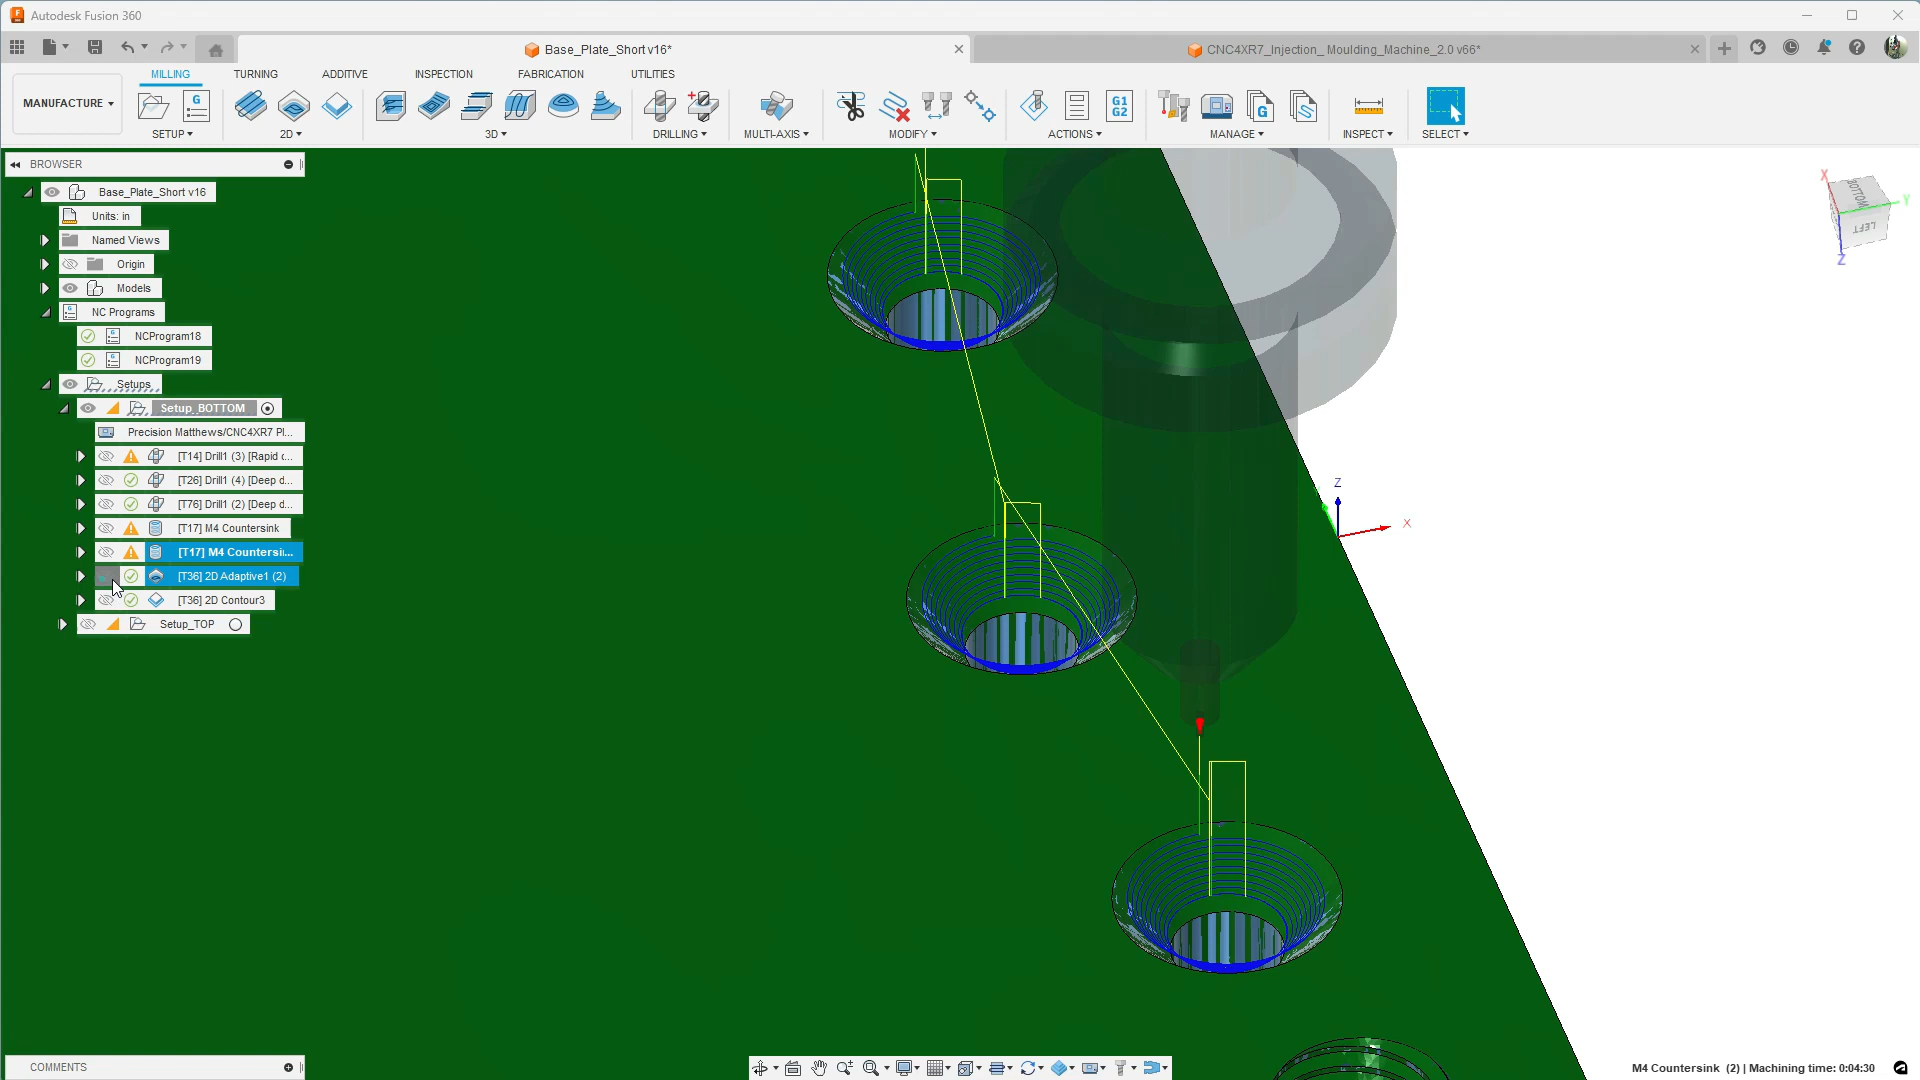 Autodesk Fusion 360
Base_Plate_Short v16*
CNC4XR7_Injection_ Moulding_Machine_2.0 v66*
MILLING
TURNING
ADDITIVE
INSPECTION
FABRICATION
UTILITIES
MANUFACTURE
G
G1
G2
G
SETUP
2D
3D
DRILLING
MULTI-AXIS
MODIFY
ACTIONS
MANAGE
INSPECT
SELECT
BROWSER
Base_Plate_Short v16
Units: in
Named Views
Origin
Models
NC Programs
NCProgram18
NCProgram19
Setups
Setup_BOTTOM
Precision Matthews/CNC4XR7 Pl...
[T14] Drill1 (3) [Rapid c...
[T26] Drill1 (4) [Deep d...
[T76] Drill1 (2) [Deep d...
[T17] M4 Countersink
[T17] M4 Countersi...
[T36] 2D Adaptive1 (2)
[T36] 2D Contour3
Setup_TOP
X
BOTTOM
Y
LEFT
Z
Z
X
COMMENTS
M4 Countersink (2) | Machining time: 0:04:30